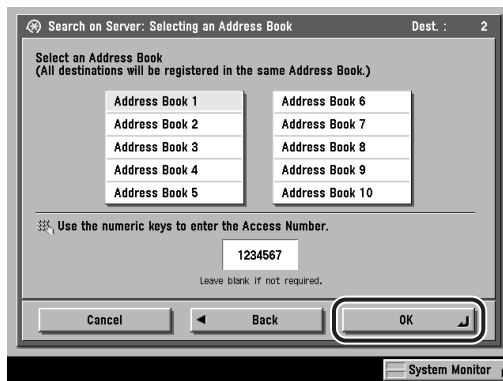 Search on Server: Selecting an Address Book Dest. : 2
Select an Address Book
(All destinations will be registered in the same Address Book.)
Address Book 1 Address Book 6
Address Book 2 Address Book 7
Address Book 3 Address Book 8
Address Book 4 Address Book 9
Address Book 5 Address Book 10
Use the numeric keys to enter the Access Number.
1234567
Leave blank if not required.
Cancel Back OK
System Monitor